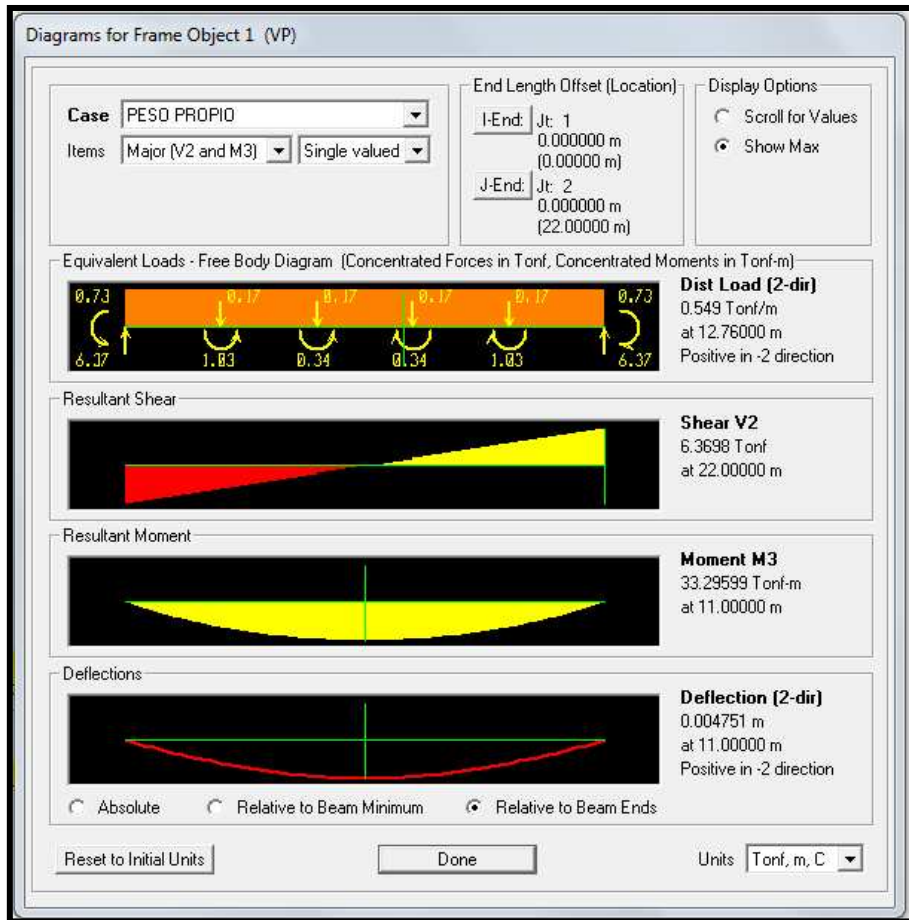 Diagrams for Frame Object 1 (VP)
Case PESO PROPIO
Items Major (V2 and M3) Single valued
End Length Offset (Location)
I-End: Jt: 1
0.000000 m
(0.00000 m)
J-End: Jt: 2
0.000000 m
(22.00000 m)
Display Options
Scroll for Values
Show Max
Equivalent Loads - Free Body Diagram (Concentrated Forces in Tonf, Concentrated Moments in Tonf-m)
0.73 0.17 0.17 0.17 0.17 0.73
6.37 1.03 0.34 0.34 1.03 6.37
Dist Load (2-dir)
0.549 Tonf/m
at 12.76000 m
Positive in -2 direction
Resultant Shear
Shear V2
6.3698 Tonf
at 22.00000 m
Resultant Moment
Moment M3
33.29599 Tonf-m
at 11.00000 m
Deflections
Deflection (2-dir)
0.004751 m
at 11.00000 m
Positive in -2 direction
Absolute Relative to Beam Minimum Relative to Beam Ends
Reset to Initial Units Done Units Tonf, m, C